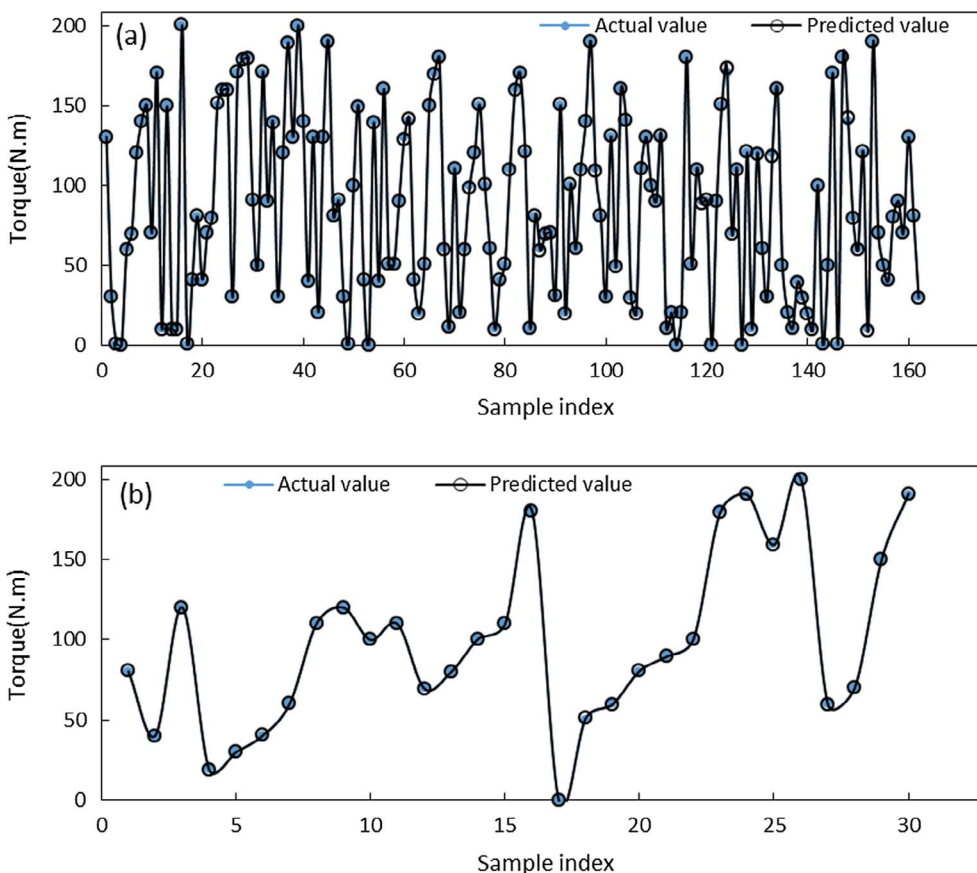 (a)
Actual value
Predicted value
200
150
100
50
0
Torque(N.m)
0 20 40 60 80 100 120 140 160
Sample index
(b)
Actual value
Predicted value
200
150
100
50
0
Torque(N.m)
0 5 10 15 20 25 30
Sample index